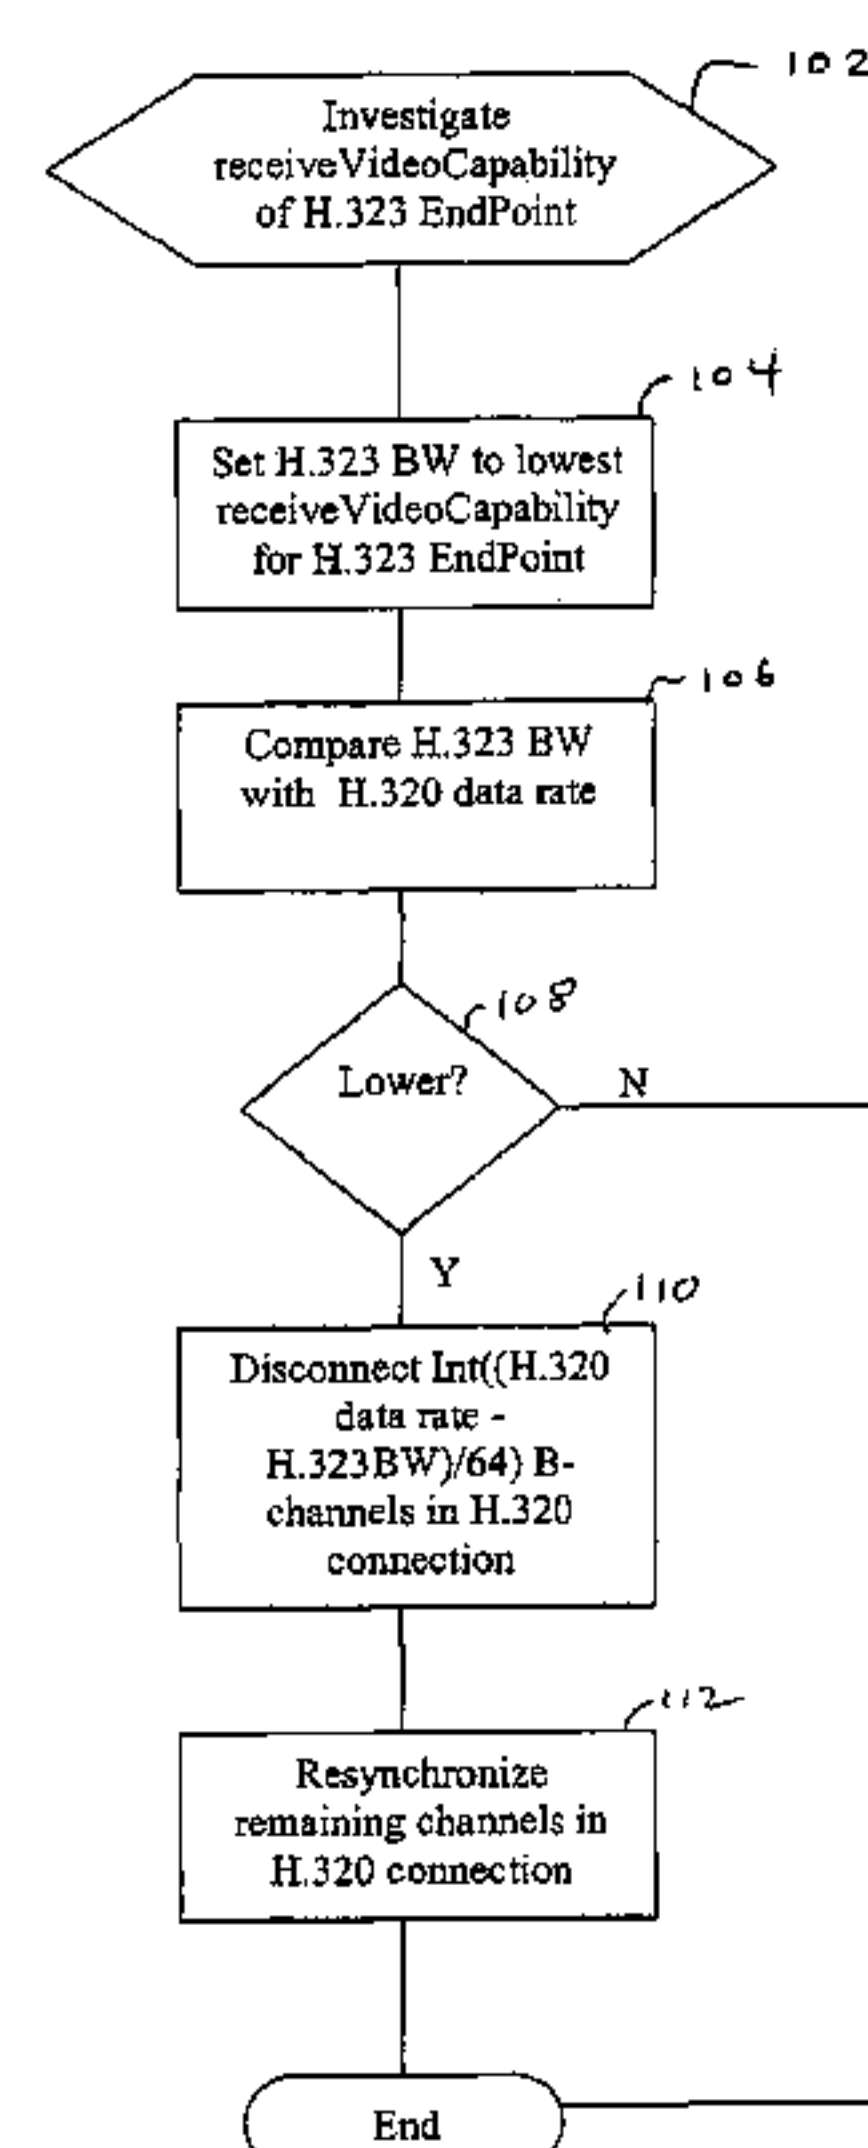 102
Investigate
receiveVideoCapability
of H.323 EndPoint
104
Set H.323 BW to lowest
receiveVideoCapability
for H.323 EndPoint
106
Compare H.323 BW
with H.320 data rate
108
Lower?
N
Y
110
Disconnect Int((H.320
data rate -
H.323BW)/64) B-
channels in H.320
connection
112
Resynchronize
remaining channels in
H.320 connection
End